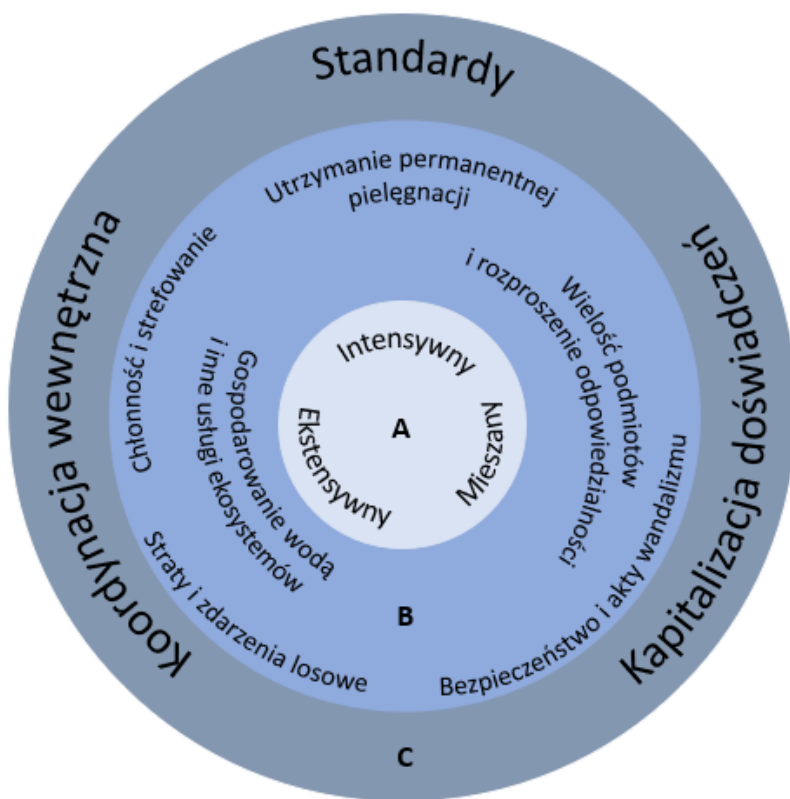 Standardy
Koordynacja wewnętrzna
Kapitalizacja doświadczeń
C
Utrzymanie permanentnej
pielęgnacji
Chłonność i strefowanie
Gospodarowanie wodą
i inne usługi ekosystemów
Wielość podmiotów
i rozproszenie odpowiedzialności
Straty i zdarzenia losowe
Bezpieczeństwo i akty wandalizmu
B
Intensywny
Ekstensywny
Mieszany
A